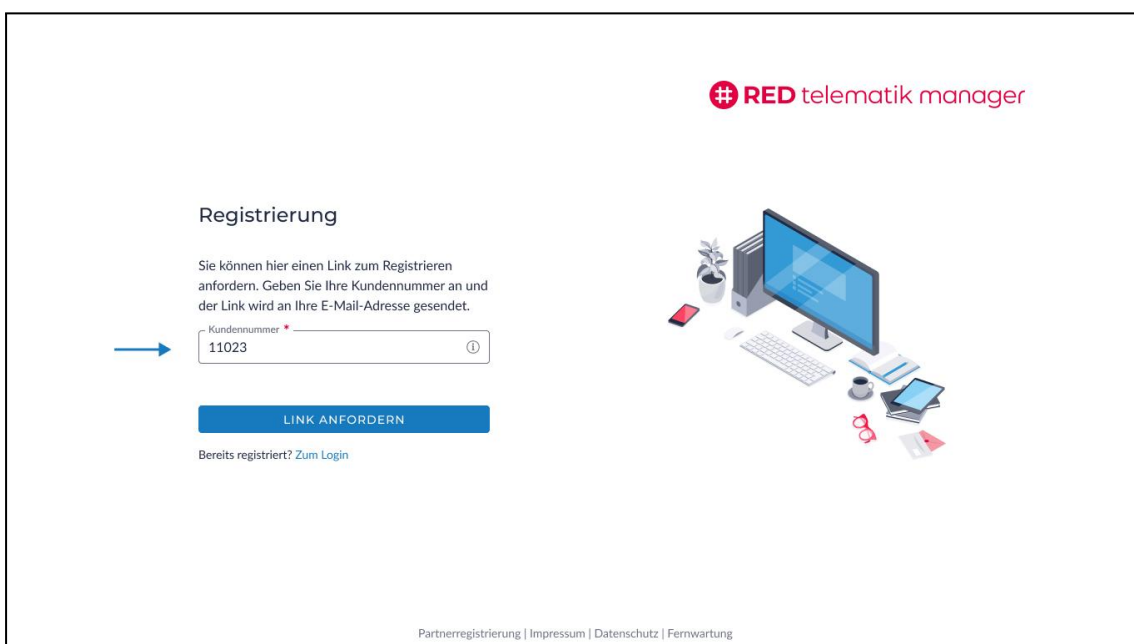 # RED telematik manager
Registrierung
Sie können hier einen Link zum Registrieren
anfordern. Geben Sie Ihre Kundennummer an und
der Link wird an Ihre E-Mail-Adresse gesendet.
Kundennummer *
11023
LINK ANFORDERN
Bereits registriert? Zum Login
Partnerregistrierung | Impressum | Datenschutz | Fernwartung